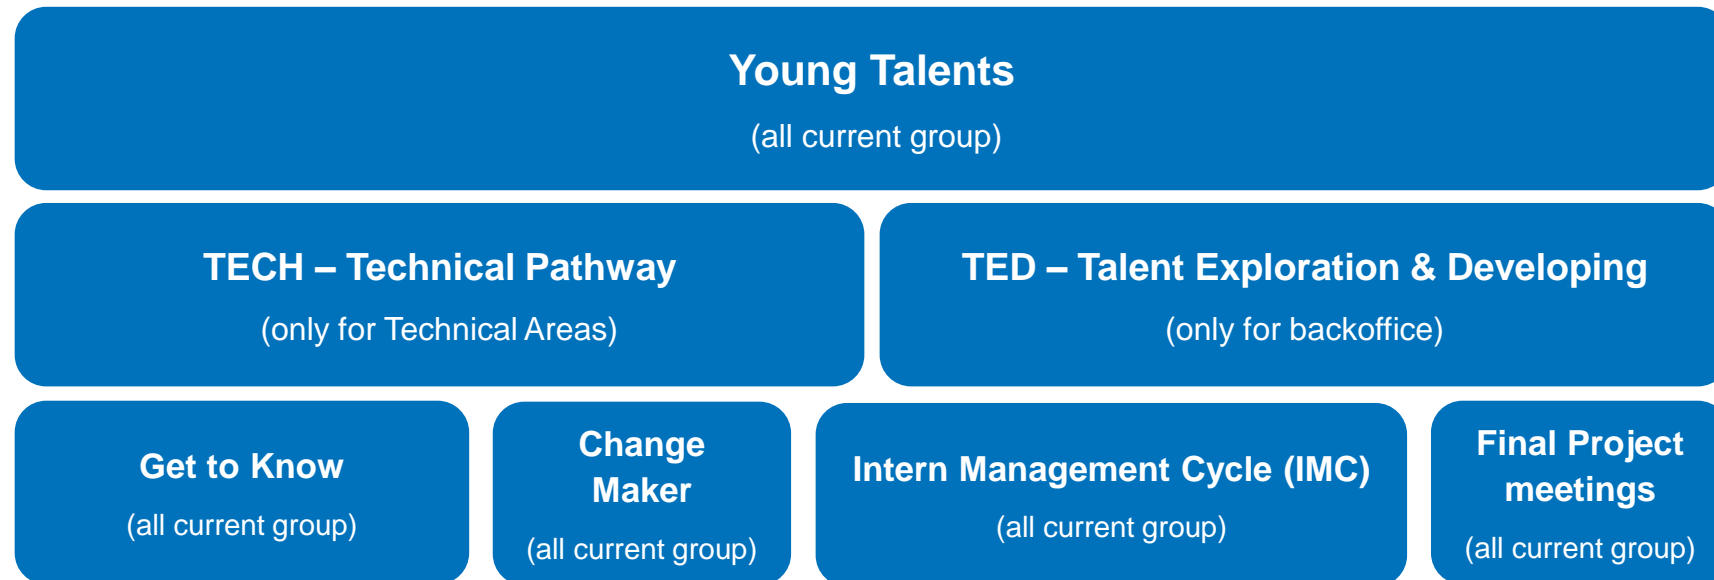 Young Talents
(all current group)
TECH – Technical Pathway
(only for Technical Areas)
TED – Talent Exploration & Developing
(only for backoffice)
Get to Know
(all current group)
Change
Maker
(all current group)
Intern Management Cycle (IMC)
(all current group)
Final Project
meetings
(all current group)